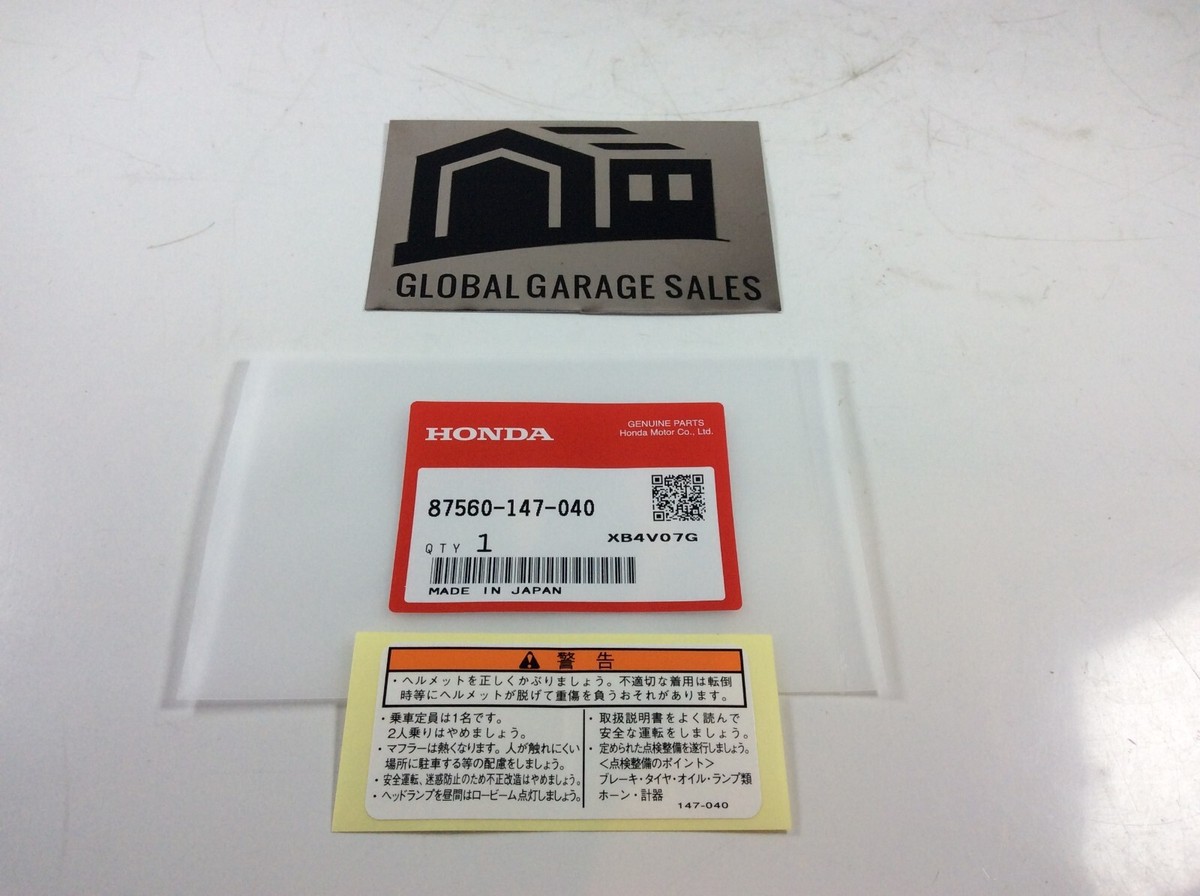 GLOBAL GARAGE SALES
HONDA
GENUINE PARTS
Honda Motor Co., Ltd.
87560-147-040
XB4V07G
QTY 1
MADE IN JAPAN
警告
・ヘルメットを正しくかぶりましょう。不適切な着用は転倒
時等にヘルメットが脱げて重傷を負うおそれがあります。
・乗車定員は1名です。
2人乗りはやめましょう。
・マフラーは熱くなります。人が触れにくい
場所に駐車する等の配慮をしましょう。
・安全運転、迷惑防止のため不正改造はやめましょう。
・ヘッドランプを昼間はロービーム点灯しましょう。
・取扱説明書をよく読んで
安全な運転をしましょう。
・定められた点検整備を遂行しましょう。
<点検整備のポイント>
ブレーキ・タイヤ・オイル・ランプ類
ホーン・計器
147-040